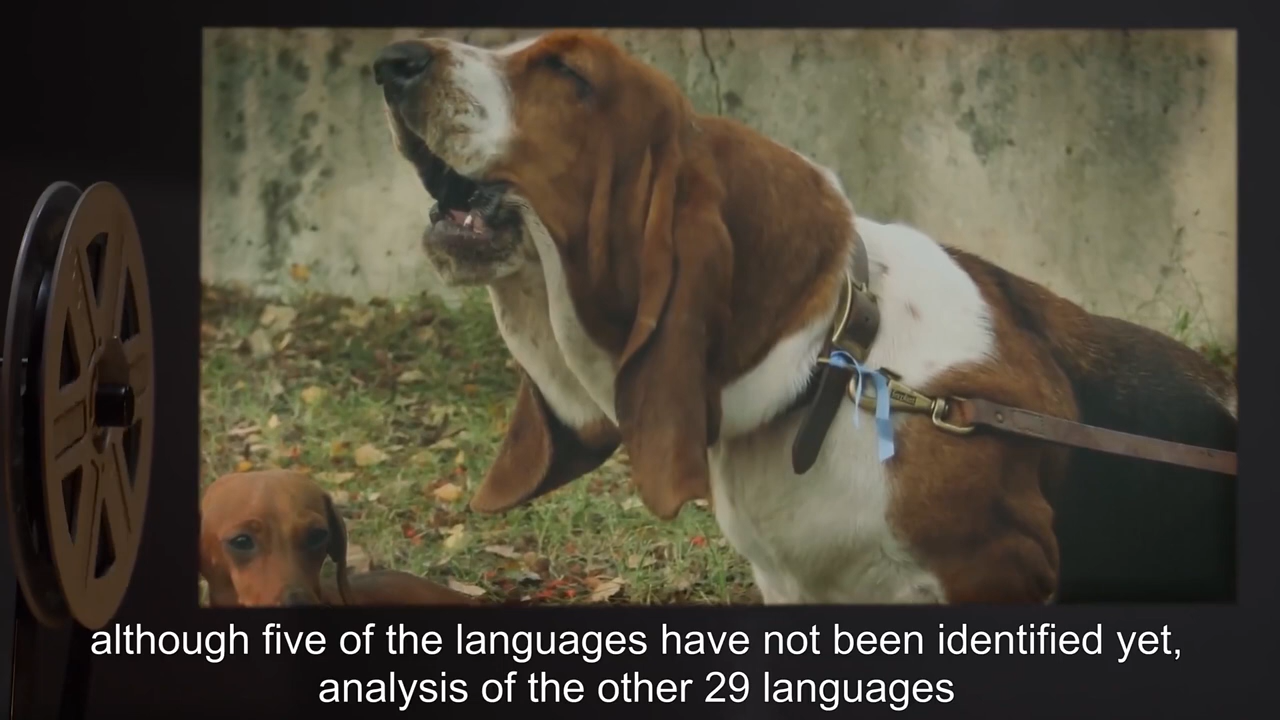 although five of the languages have not been identified yet,
analysis of the other 29 languages